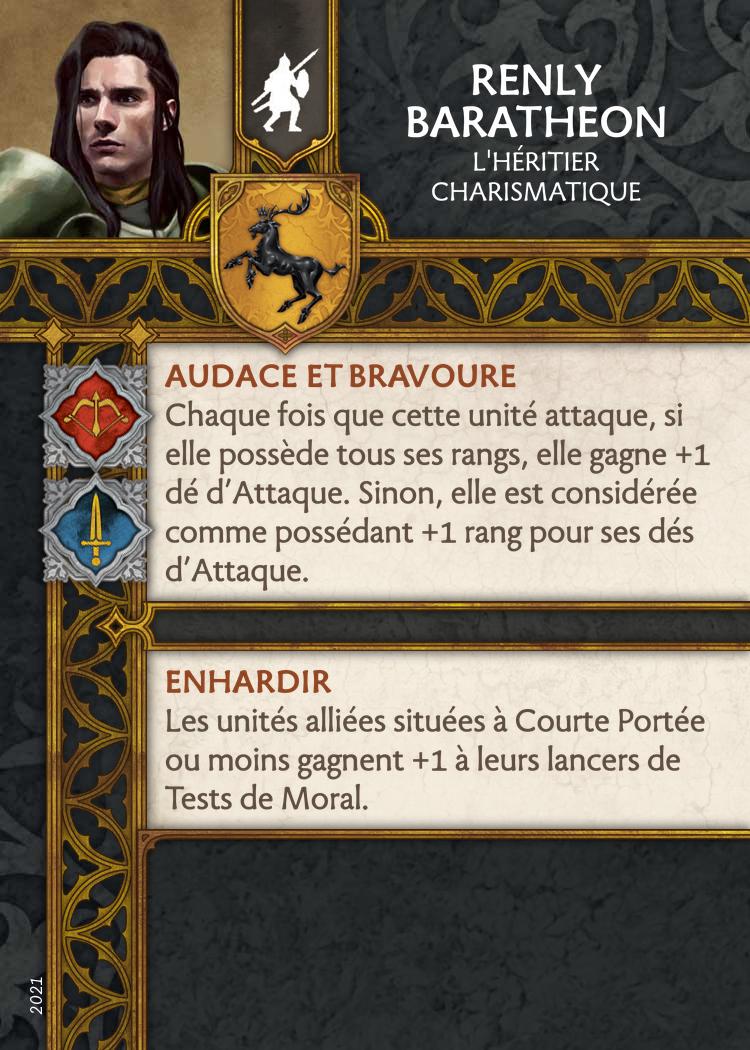 RENLY
BARATHEON
L'HÉRITIER
CHARISMATIQUE
AUDACE ET BRAVOURE
Chaque fois que cette unité attaque, si
elle possède tous ses rangs, elle gagne +1
dé d’Attaque. Sinon, elle est considérée
comme possédant +1 rang pour ses dés
d’Attaque.
ENHARDIR
Les unités alliées situées à Courte Portée
ou moins gagnent +1 à leurs lancers de
Tests de Moral.
2021